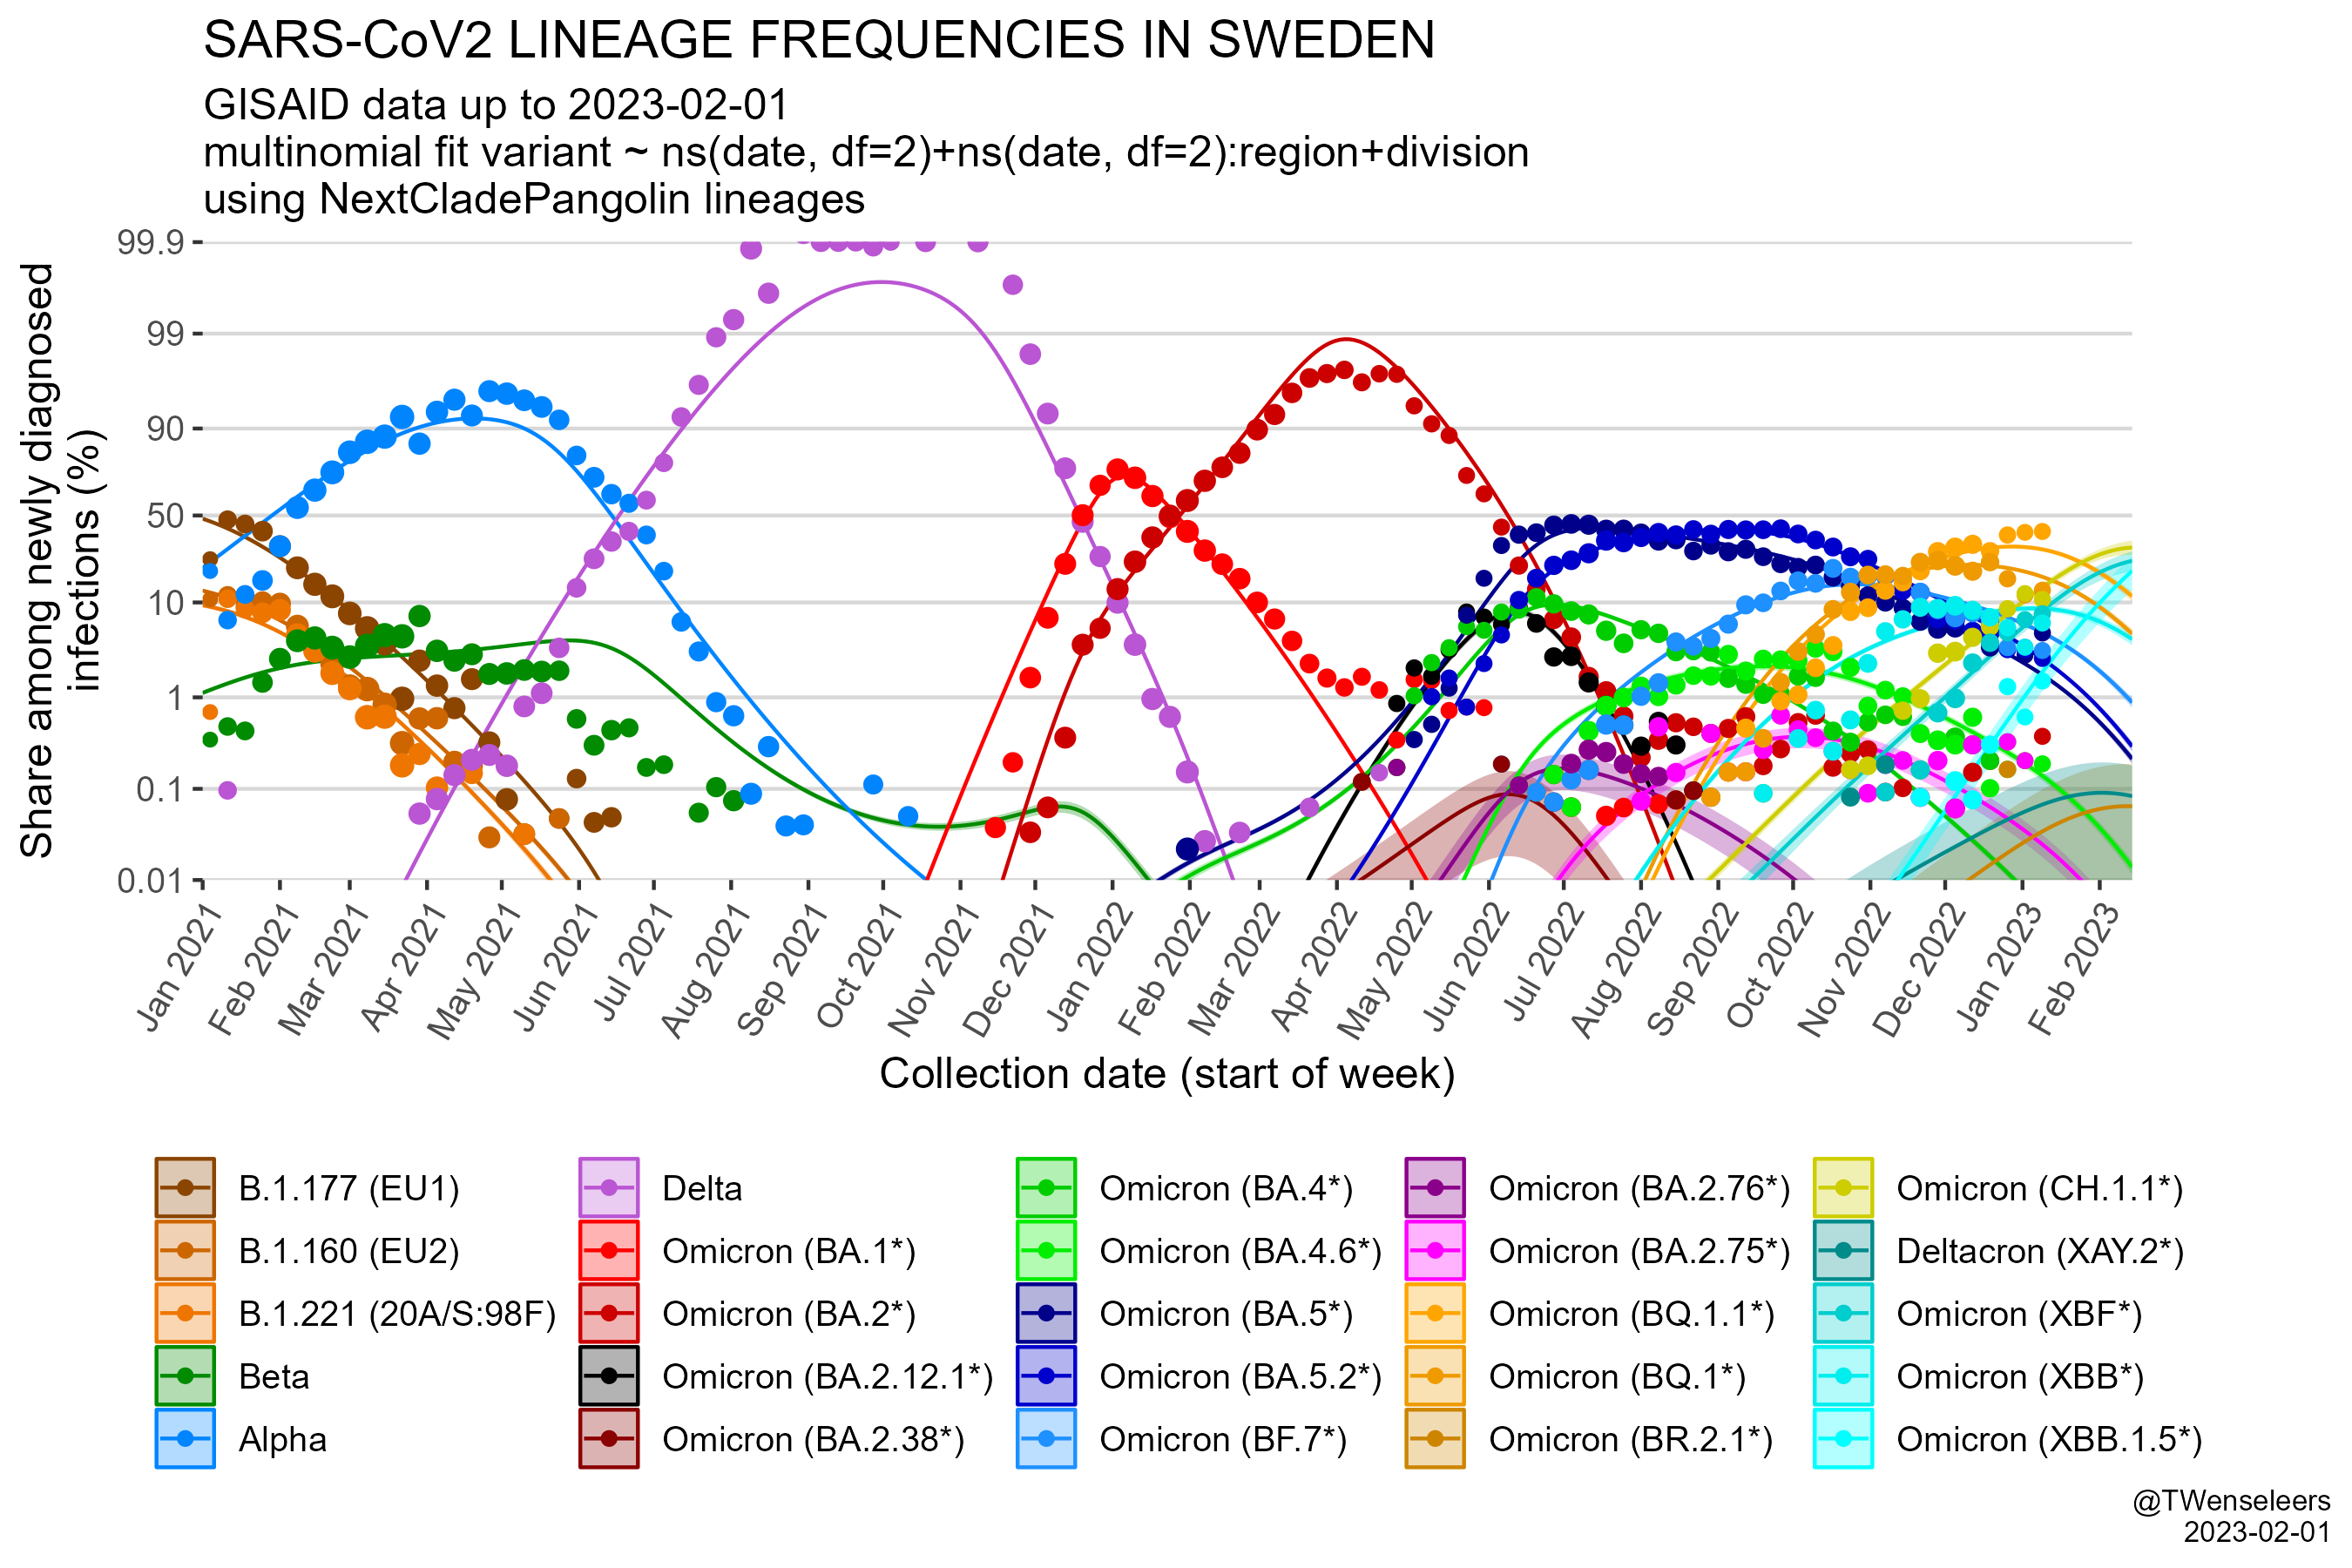 SARS-CoV2 LINEAGE FREQUENCIES IN SWEDEN
GISAID data up to 2023-02-01
multinomial fit variant ~ ns(date, df=2)+ns(date, df=2):region+division
using NextCladePangolin lineages
Share among newly diagnosed
infections (%)
99.9
99
90
50
10
1
0.1
0.01
Jan 2021
Feb 2021
Mar 2021
Apr 2021
May 2021
Jun 2021
Jul 2021
Aug 2021
Sep 2021
Oct 2021
Nov 2021
Dec 2021
Jan 2022
Feb 2022
Mar 2022
Apr 2022
May 2022
Jun 2022
Jul 2022
Aug 2022
Sep 2022
Oct 2022
Nov 2022
Dec 2022
Jan 2023
Feb 2023
Collection date (start of week)
B.1.177 (EU1)
B.1.160 (EU2)
B.1.221 (20A/S:98F)
Beta
Alpha
Delta
Omicron (BA.1*)
Omicron (BA.2*)
Omicron (BA.2.12.1*)
Omicron (BA.2.38*)
Omicron (BA.4*)
Omicron (BA.4.6*)
Omicron (BA.5*)
Omicron (BA.5.2*)
Omicron (BF.7*)
Omicron (BA.2.76*)
Omicron (BA.2.75*)
Omicron (BQ.1.1*)
Omicron (BQ.1*)
Omicron (BR.2.1*)
Omicron (CH.1.1*)
Deltacron (XAY.2*)
Omicron (XBF*)
Omicron (XBB*)
Omicron (XBB.1.5*)
@TWenseleers
2023-02-01